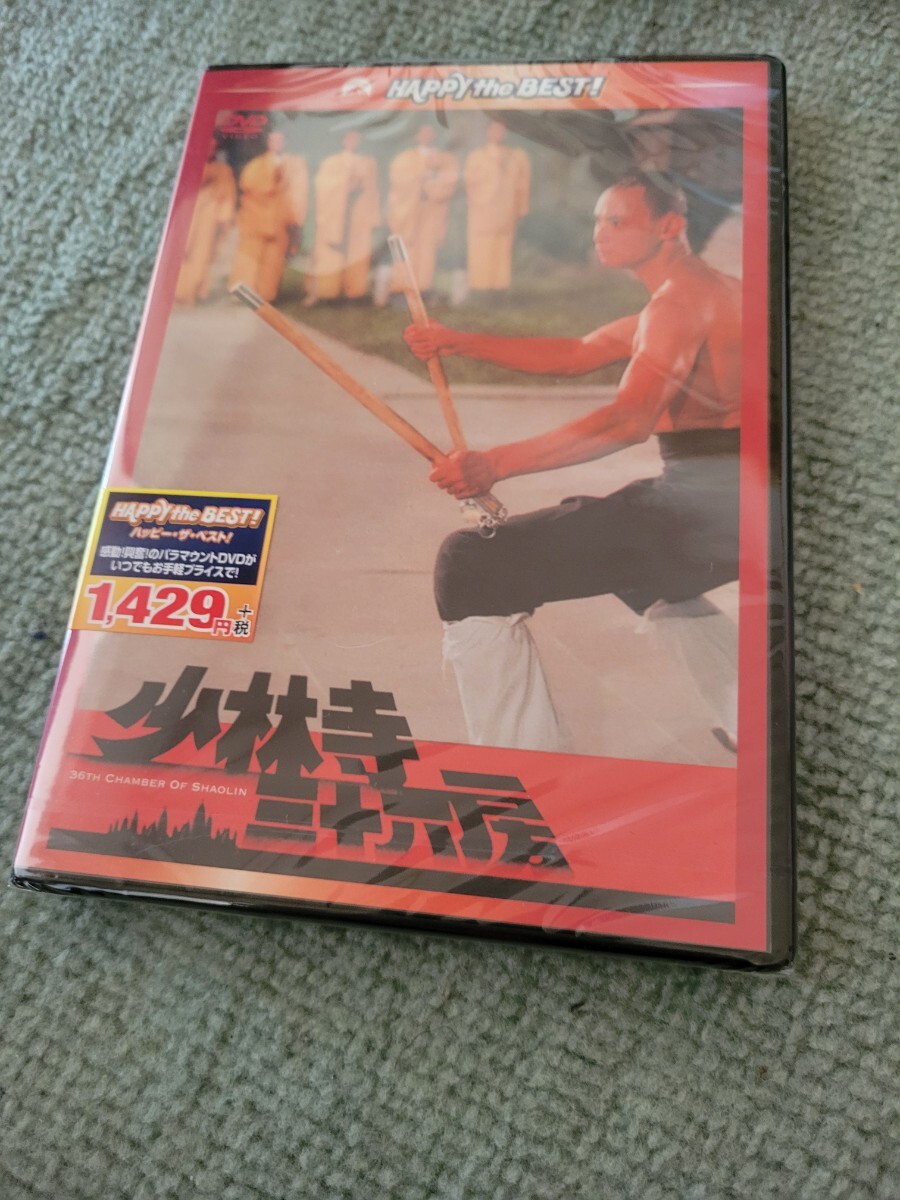 HAPPY the BEST!
DVD
VIDEO
HAPPY the BEST!
ハッピー・ザ・ベスト!
感動!興奮!のパラマウントDVDが
いつでもお手軽プライスで!
1,429円+税
少林寺
36TH CHAMBER OF SHAOLIN
三十六房